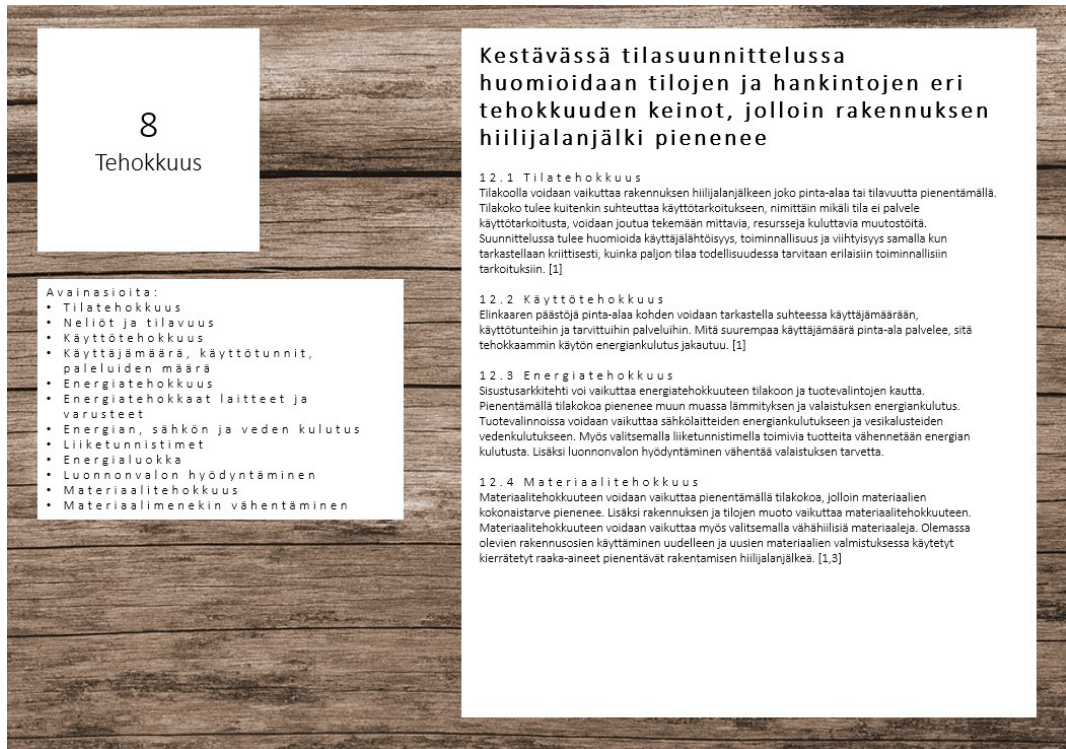 8
Tehokkuus
Avainasioita:
• Tilatehokkuus
• Neliöt ja tilavuus
• Käyttötehokkuus
• Käyttäjämäärä, käyttötunnit,
paleluiden määrä
• Energiatehokkuus
• Energiatehokkaat laitteet ja
varusteet
• Energian, sähkön ja veden kulutus
• Liiketunnistimet
• Energialuokka
• Luonnonvalon hyödyntäminen
• Materiaalitehokkuus
• Materiaalimenekin vähentäminen
Kestävässä tilasuunnittelussa
huomioidaan tilojen ja hankintojen eri
tehokkuuden keinot, jolloin rakennuksen
hiilijalanjälki pienenee
12.1 Tilatehokkuus
Tilakoolla voidaan vaikuttaa rakennuksen hiilijalanjälkeen joko pinta-alaa tai tilavuutta pienentämällä.
Tilakoko tulee kuitenkin suhteuttaa käyttötarkoitukseen, nimittäin mikäli tila ei palvele
käyttötarkoitusta, voidaan joutua tekemään mittavia, resursseja kuluttavia muutostöitä.
Suunnittelussa tulee huomioida käyttäjälähtöisyys, toiminnallisuus ja viihtyisyys samalla kun
tarkastellaan kriittisesti, kuinka paljon tilaa todellisuudessa tarvitaan erilaisiin toiminnallisiin
tarkoituksiin. [1]
12.2 Käyttötehokkuus
Elinkaaren päästöjä pinta-alaa kohden voidaan tarkastella suhteessa käyttäjämäärään,
käyttötunteihin ja tarvittuihin palveluihin. Mitä suurempaa käyttäjämäärä pinta-ala palvelee, sitä
tehokkaammin käytön energiankulutus jakautuu. [1]
12.3 Energiatehokkuus
Sisustusarkkitehti voi vaikuttaa energiatehokkuuteen tilakoon ja tuotevalintojen kautta.
Pienentämällä tilakokoa pienenee muun muassa lämmityksen ja valaistuksen energiankulutus.
Tuotevalinnoissa voidaan vaikuttaa sähkölaitteiden energiankulutukseen ja vesikalusteiden
vedenkulutukseen. Myös valitsemalla liiketunnistimella toimivia tuotteita vähennetään energian
kulutusta. Lisäksi luonnonvalon hyödyntäminen vähentää valaistuksen tarvetta.
12.4 Materiaalitehokkuus
Materiaalitehokkuuteen voidaan vaikuttaa pienentämällä tilakokoa, jolloin materiaalien
kokonaistarve pienenee. Lisäksi rakennuksen ja tilojen muoto vaikuttaa materiaalitehokkuuteen.
Materiaalitehokkuuteen voidaan vaikuttaa myös valitsemalla vähähiilisiä materiaaleja. Olemassa
olevien rakennusosien käyttäminen uudelleen ja uusien materiaalien valmistuksessa käytetyt
kierrätetyt raaka-aineet pienentävät rakentamisen hiilijalanjälkeä. [1,3]